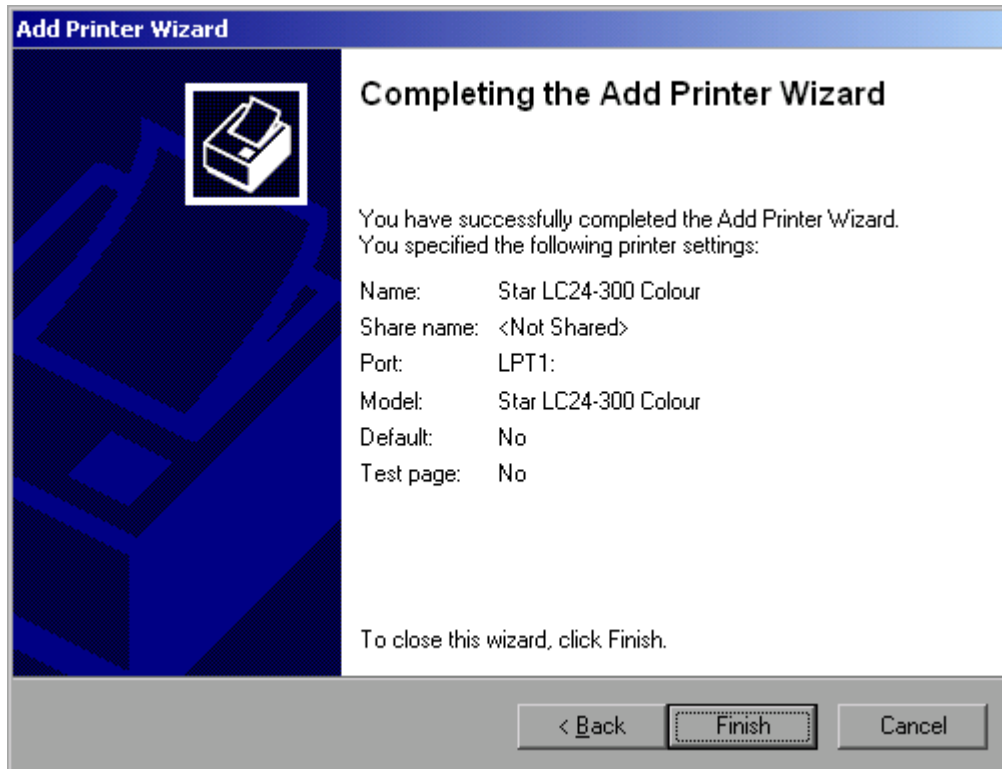 Add Printer Wizard
Completing the Add Printer Wizard
You have successfully completed the Add Printer Wizard.
You specified the following printer settings:
Name: Star LC24-300 Colour
Share name: <Not Shared>
Port: LPT1:
Model: Star LC24-300 Colour
Default: No
Test page: No
To close this wizard, click Finish.
< Back Finish Cancel